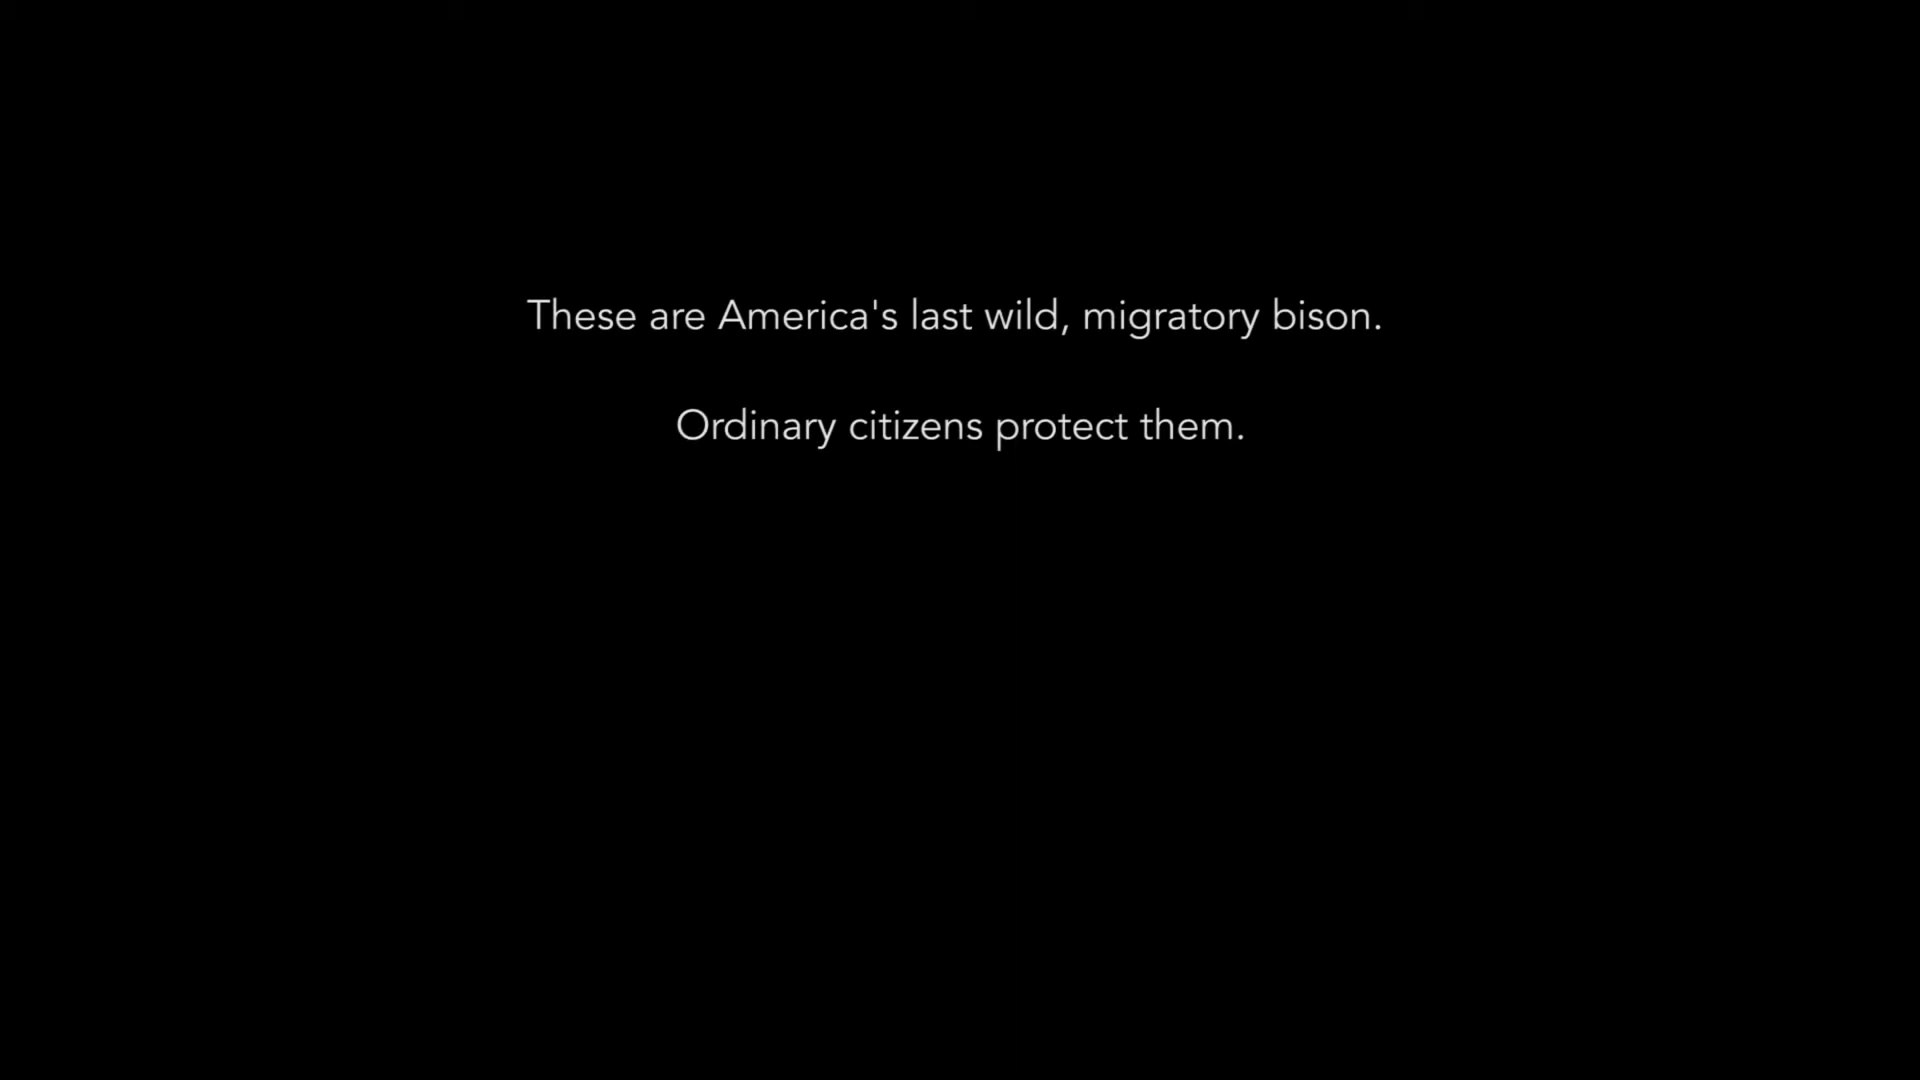 These are America's last wild, migratory bison.
Ordinary citizens protect them.